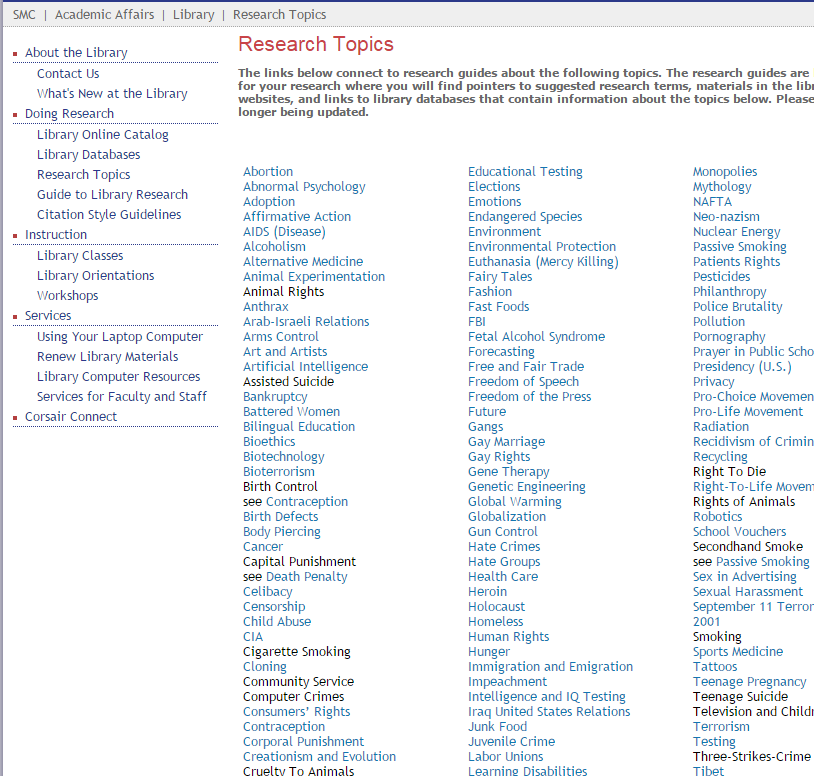 SMC | Academic Affairs | Library | Research Topics
About the Library
Contact Us
What's New at the Library
Doing Research
Library Online Catalog
Library Databases
Research Topics
Guide to Library Research
Citation Style Guidelines
Instruction
Library Classes
Library Orientations
Workshops
Services
Using Your Laptop Computer
Renew Library Materials
Library Computer Resources
Services for Faculty and Staff
Corsair Connect
Research Topics
The links below connect to research guides about the following topics. The research guides are
for your research where you will find pointers to suggested research terms, materials in the libr
websites, and links to library databases that contain information about the topics below. Please
longer being updated.
Abortion
Abnormal Psychology
Adoption
Affirmative Action
AIDS (Disease)
Alcoholism
Alternative Medicine
Animal Experimentation
Animal Rights
Anthrax
Arab-Israeli Relations
Arms Control
Art and Artists
Artificial Intelligence
Assisted Suicide
Bankruptcy
Battered Women
Bilingual Education
Bioethics
Biotechnology
Bioterrorism
Birth Control
see Contraception
Birth Defects
Body Piercing
Cancer
Capital Punishment
see Death Penalty
Celibacy
Censorship
Child Abuse
CIA
Cigarette Smoking
Cloning
Community Service
Computer Crimes
Consumers' Rights
Contraception
Corporal Punishment
Creationism and Evolution
Cruelty To Animals
Educational Testing
Elections
Emotions
Endangered Species
Environment
Environmental Protection
Euthanasia (Mercy Killing)
Fairy Tales
Fashion
Fast Foods
FBI
Fetal Alcohol Syndrome
Forecasting
Free and Fair Trade
Freedom of Speech
Freedom of the Press
Future
Gangs
Gay Marriage
Gay Rights
Gene Therapy
Genetic Engineering
Global Warming
Globalization
Gun Control
Hate Crimes
Hate Groups
Health Care
Heroin
Holocaust
Homeless
Human Rights
Hunger
Immigration and Emigration
Impeachment
Intelligence and IQ Testing
Iraq United States Relations
Junk Food
Juvenile Crime
Labor Unions
Learning Disabilities
Monopolies
Mythology
NAFTA
Neo-nazism
Nuclear Energy
Passive Smoking
Patients Rights
Pesticides
Philanthropy
Police Brutality
Pollution
Pornography
Prayer in Public Scho
Presidency (U.S.)
Privacy
Pro-Choice Movemen
Pro-Life Movement
Radiation
Recidivism of Crimin
Recycling
Right To Die
Right-To-Life Movem
Rights of Animals
Robotics
School Vouchers
Secondhand Smoke
see Passive Smoking
Sex in Advertising
Sexual Harassment
September 11 Terror
2001
Smoking
Sports Medicine
Tattoos
Teenage Pregnancy
Teenage Suicide
Television and Childr
Terrorism
Testing
Three-Strikes-Crime
Tibet